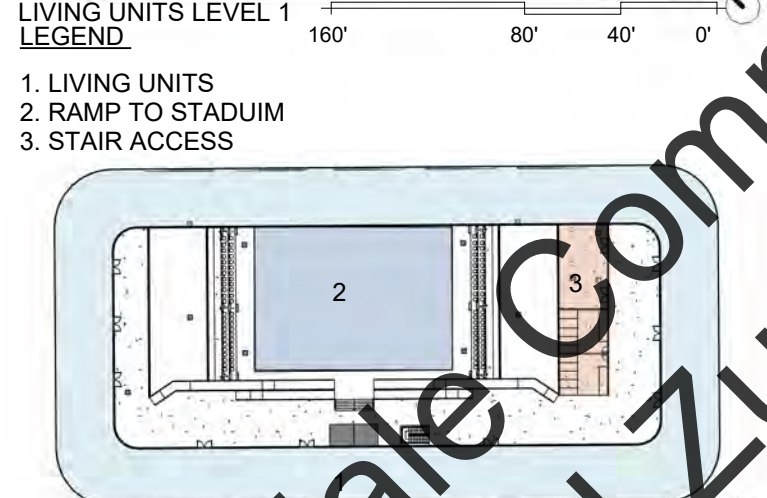 LIVING UNITS LEVEL 1
LEGEND
160' 80' 40' 0'
1. LIVING UNITS
2. RAMP TO STADUIM
3. STAIR ACCESS
2
3
1